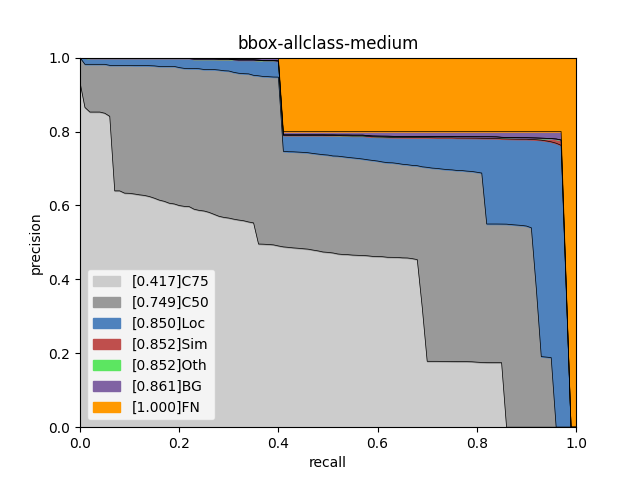 bbox-allclass-medium
precision
1.0
0.8
0.6
0.4
0.2
0.0
[0.417]C75
[0.749]C50
[0.850]Loc
[0.852]Sim
[0.852]Oth
[0.861]BG
[1.000]FN
0.0 0.2 0.4 0.6 0.8 1.0
recall